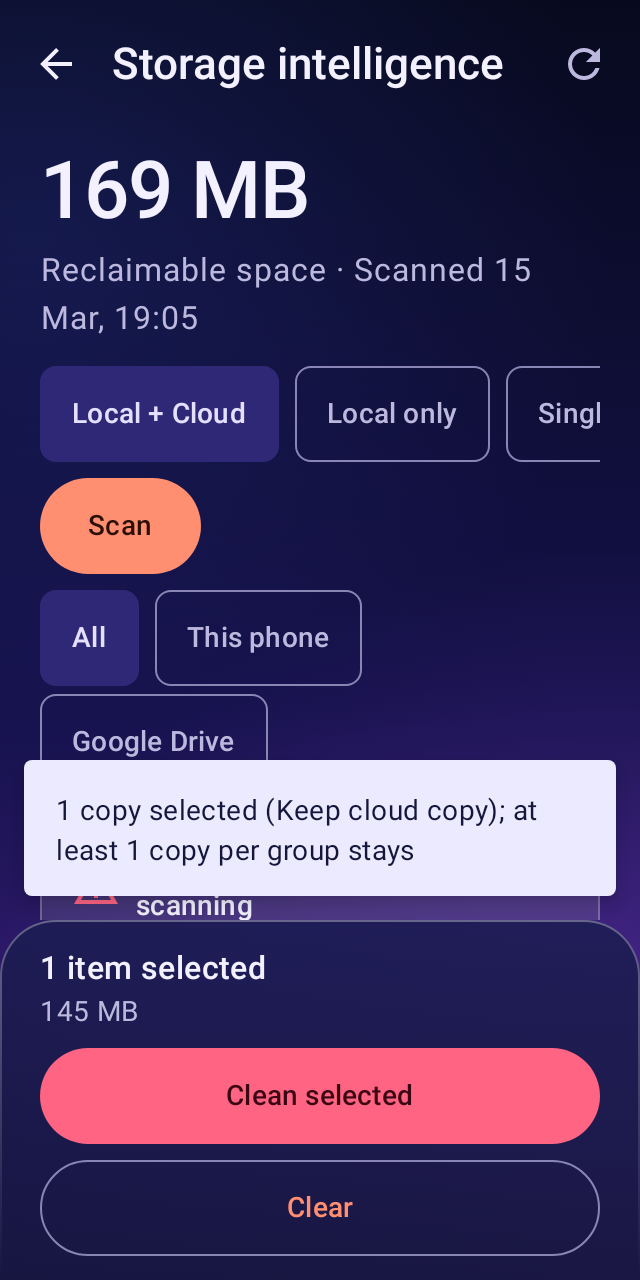 Storage intelligence
169 MB
Reclaimable space · Scanned 15
Mar, 19:05
Local + Cloud
Local only
Singl
Scan
All
This phone
Google Drive
1 copy selected (Keep cloud copy); at
least 1 copy per group stays
scanning
1 item selected
145 MB
Clean selected
Clear